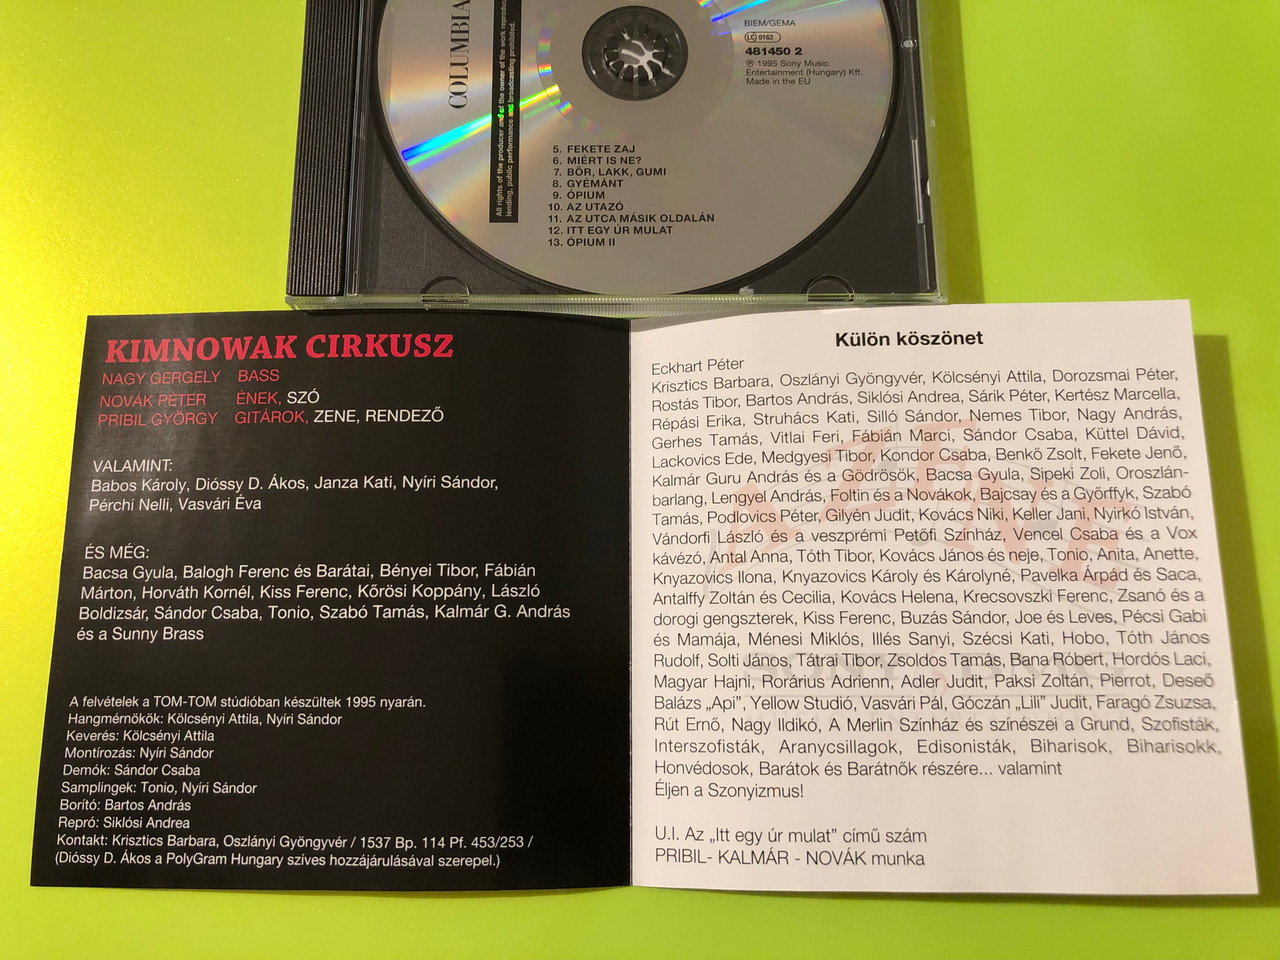 COLUMBIA
All rights of the producer and of the owner of the work reproduc
lending, public performance and broadcasting prohibited.
BIEM/GEMA
LC 0162
481450 2
℗ 1995 Sony Music
Entertainment (Hungary) Kft.
Made in the EU
5. FEKETE ZAJ
6. MIÉRT IS NE?
7. BŐR, LAKK, GUMI
8. GYÉMÁNT
9. ÓPIUM
10. AZ UTAZÓ
11. AZ UTCA MÁSIK OLDALÁN
12. ITT EGY ÚR MULAT
13. ÓPIUM II
KIMNOWAK CIRKUSZ
NAGY GERGELY BASS
NOVÁK PÉTER ÉNEK, SZÓ
PRIBIL GYÖRGY GITÁROK, ZENE, RENDEZŐ
VALAMINT:
Babos Károly, Dióssy D. Ákos, Janza Kati, Nyíri Sándor,
Pérchi Nelli, Vasvári Éva
ÉS MÉG:
Bacsa Gyula, Balogh Ferenc és Barátai, Bényei Tibor, Fábián
Márton, Horváth Kornél, Kiss Ferenc, Kőrösi Koppány, László
Boldizsár, Sándor Csaba, Tonio, Szabó Tamás, Kalmár G. András
és a Sunny Brass
A felvételek a TOM-TOM stúdióban készültek 1995 nyarán.
Hangmérnökök: Kölcsényi Attila, Nyíri Sándor
Keverés: Kölcsényi Attila
Montírozás: Nyíri Sándor
Demók: Sándor Csaba
Samplingek: Tonio, Nyíri Sándor
Borító: Bartos András
Repró: Siklósi Andrea
Kontakt: Krisztics Barbara, Oszlányi Gyöngyvér / 1537 Bp. 114 Pf. 453/253 /
(Dióssy D. Ákos a PolyGram Hungary szíves hozzájárulásával szerepel.)
Külön köszönet
Eckhart Péter
Krisztics Barbara, Oszlányi Gyöngyvér, Kölcsényi Attila, Dorozsmai Péter,
Rostás Tibor, Bartos András, Siklósi Andrea, Sárik Péter, Kertész Marcella,
Répási Erika, Struhács Kati, Silló Sándor, Nemes Tibor, Nagy András,
Gerhes Tamás, Vitlai Feri, Fábián Marci, Sándor Csaba, Küttel Dávid,
Lackovics Ede, Medgyesi Tibor, Kondor Csaba, Benkő Zsolt, Fekete Jenő,
Kalmár Guru András és a Gödrösök, Bacsa Gyula, Sipeki Zoli, Oroszlán-
barlang, Lengyel András, Foltin és a Novákok, Bajcsay és a Győrffyk, Szabó
Tamás, Podlovics Péter, Gilyén Judit, Kovács Niki, Keller Jani, Nyirkó István,
Vándorfi László és a veszprémi Petőfi Színház, Vencel Csaba és a Vox
kávézó, Antal Anna, Tóth Tibor, Kovács János és neje, Tonio, Anita, Anette,
Knyazovics Ilona, Knyazovics Károly és Károlyné, Pavelka Árpád és Saca,
Antalffy Zoltán és Cecilia, Kovács Helena, Krecsovszki Ferenc, Zsanó és a
dorogi gengszterek, Kiss Ferenc, Buzás Sándor, Joe és Leves, Pécsi Gabi
és Mamája, Ménesi Miklós, Illés Sanyi, Szécsi Kati, Hobo, Tóth János
Rudolf, Solti János, Tátrai Tibor, Zsoldos Tamás, Bana Róbert, Hordós Laci,
Magyar Hajni, Rorárius Adrienn, Adler Judit, Paksi Zoltán, Pierrot, Deseő
Balázs „Api”, Yellow Studió, Vasvári Pál, Góczán „Lili” Judit, Faragó Zsuzsa,
Rút Ernő, Nagy Ildikó, A Merlin Színház és színészei a Grund, Szofisták,
Interszofisták, Aranycsillagok, Edisonisták, Biharisok, Biharisokk,
Honvédosok, Barátok és Barátnők részére... valamint
Éljen a Szonyizmus!
U.I. Az „Itt egy úr mulat” című szám
PRIBIL- KALMÁR - NOVÁK munka